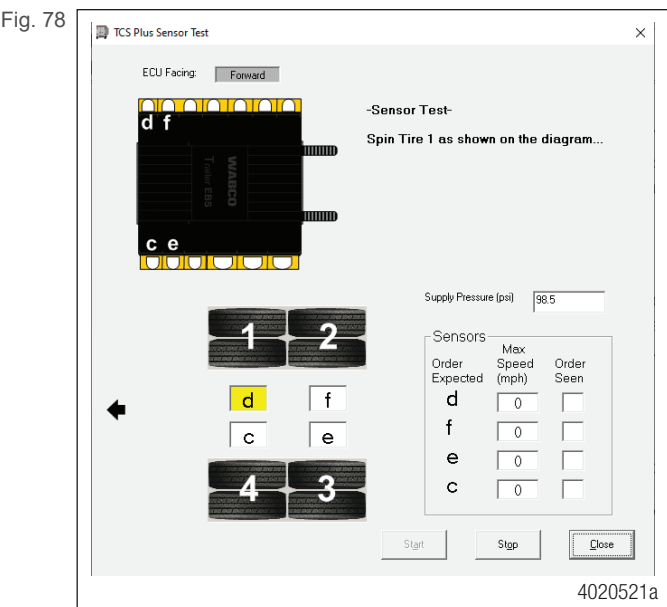 Fig. 78
TCS Plus Sensor Test
ECU Facing: Forward
d f
-Sensor Test-
Spin Tire 1 as shown on the diagram...
WABCO
Trailer EBS
c e
Supply Pressure (psi) 98.5
1 2
Sensors
Order Expected Max Speed (mph) Order Seen
d f
d 0
c e
f 0
e 0
4 3
c 0
Start Stop Close
4020521a